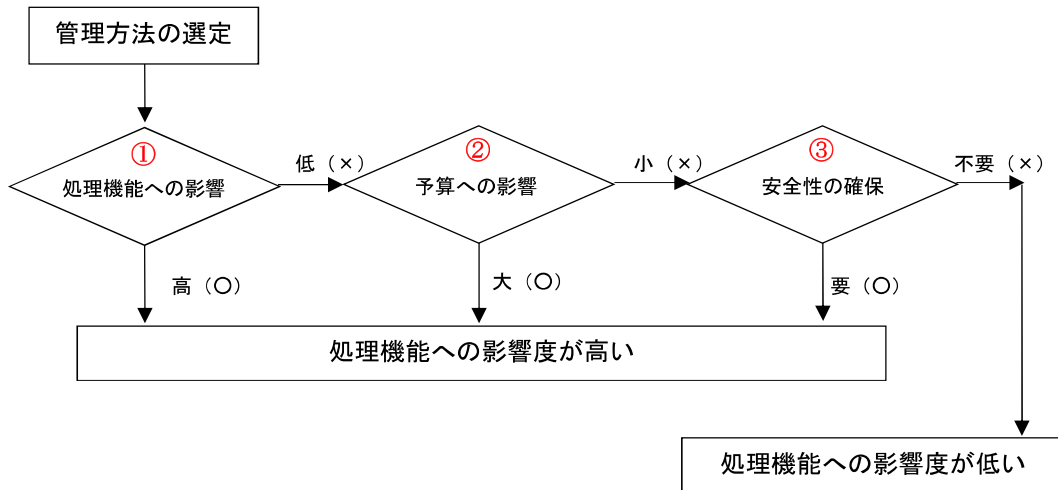 管理方法の選定
①
処理機能への影響
低（×）
②
予算への影響
小（×）
③
安全性の確保
不要（×）
高（〇）
大（〇）
要（〇）
処理機能への影響度が高い
処理機能への影響度が低い